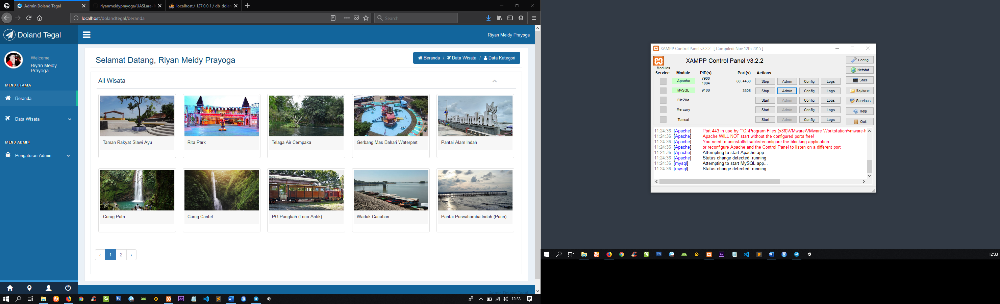 Admin Doland Tegal
riyanmeidyprayoga/UASLara-1
localhost / 127.0.0.1 / db_dolan
localhost/dolandtegal/beranda
Search
Doland Tegal
Riyan Meidy Prayoga
Welcome,
Riyan Meidy
Prayoga
MENU UTAMA
Beranda
Data Wisata
MENU ADMIN
Pengaturan Admin
Selamat Datang, Riyan Meidy Prayoga
Beranda / Data Wisata / Data Kategori
All Wisata
Taman Rakyat Slawi Ayu
Rita Park
Telaga Air Cempaka
Gerbang Mas Bahari Waterpart
Pantai Alam Indah
Curug Putri
Curug Cantel
PG Pangkah (Loco Antik)
Waduk Cacaban
Pantai Purwahamba Indah (Purin)
‹ 1 2 ›
Admin Doland Tegal
12:33
XAMPP Control Panel v3.2.2 [ Compiled: Nov 12th 2015 ]
XAMPP Control Panel v3.2.2
Modules
Service Module PID(s) Port(s) Actions
Apache 7900 1084 80, 4430 Stop Admin Config Logs
MySQL 9108 3306 Stop Admin Config Logs
FileZilla Start Admin Config Logs
Mercury Start Admin Config Logs
Tomcat Start Admin Config Logs
Config
Netstat
Shell
Explorer
Services
Help
Quit
11:24:36 [Apache] Port 443 in use by ""C:\Program Files (x86)\VMware\VMware Workstation\vmware-h
11:24:36 [Apache] Apache WILL NOT start without the configured ports free!
11:24:36 [Apache] You need to uninstall/disable/reconfigure the blocking application
11:24:36 [Apache] or reconfigure Apache and the Control Panel to listen on a different port
11:24:36 [Apache] Attempting to start Apache app...
11:24:36 [Apache] Status change detected: running
11:24:36 [mysql] Attempting to start MySQL app...
11:24:36 [mysql] Status change detected: running
12:33